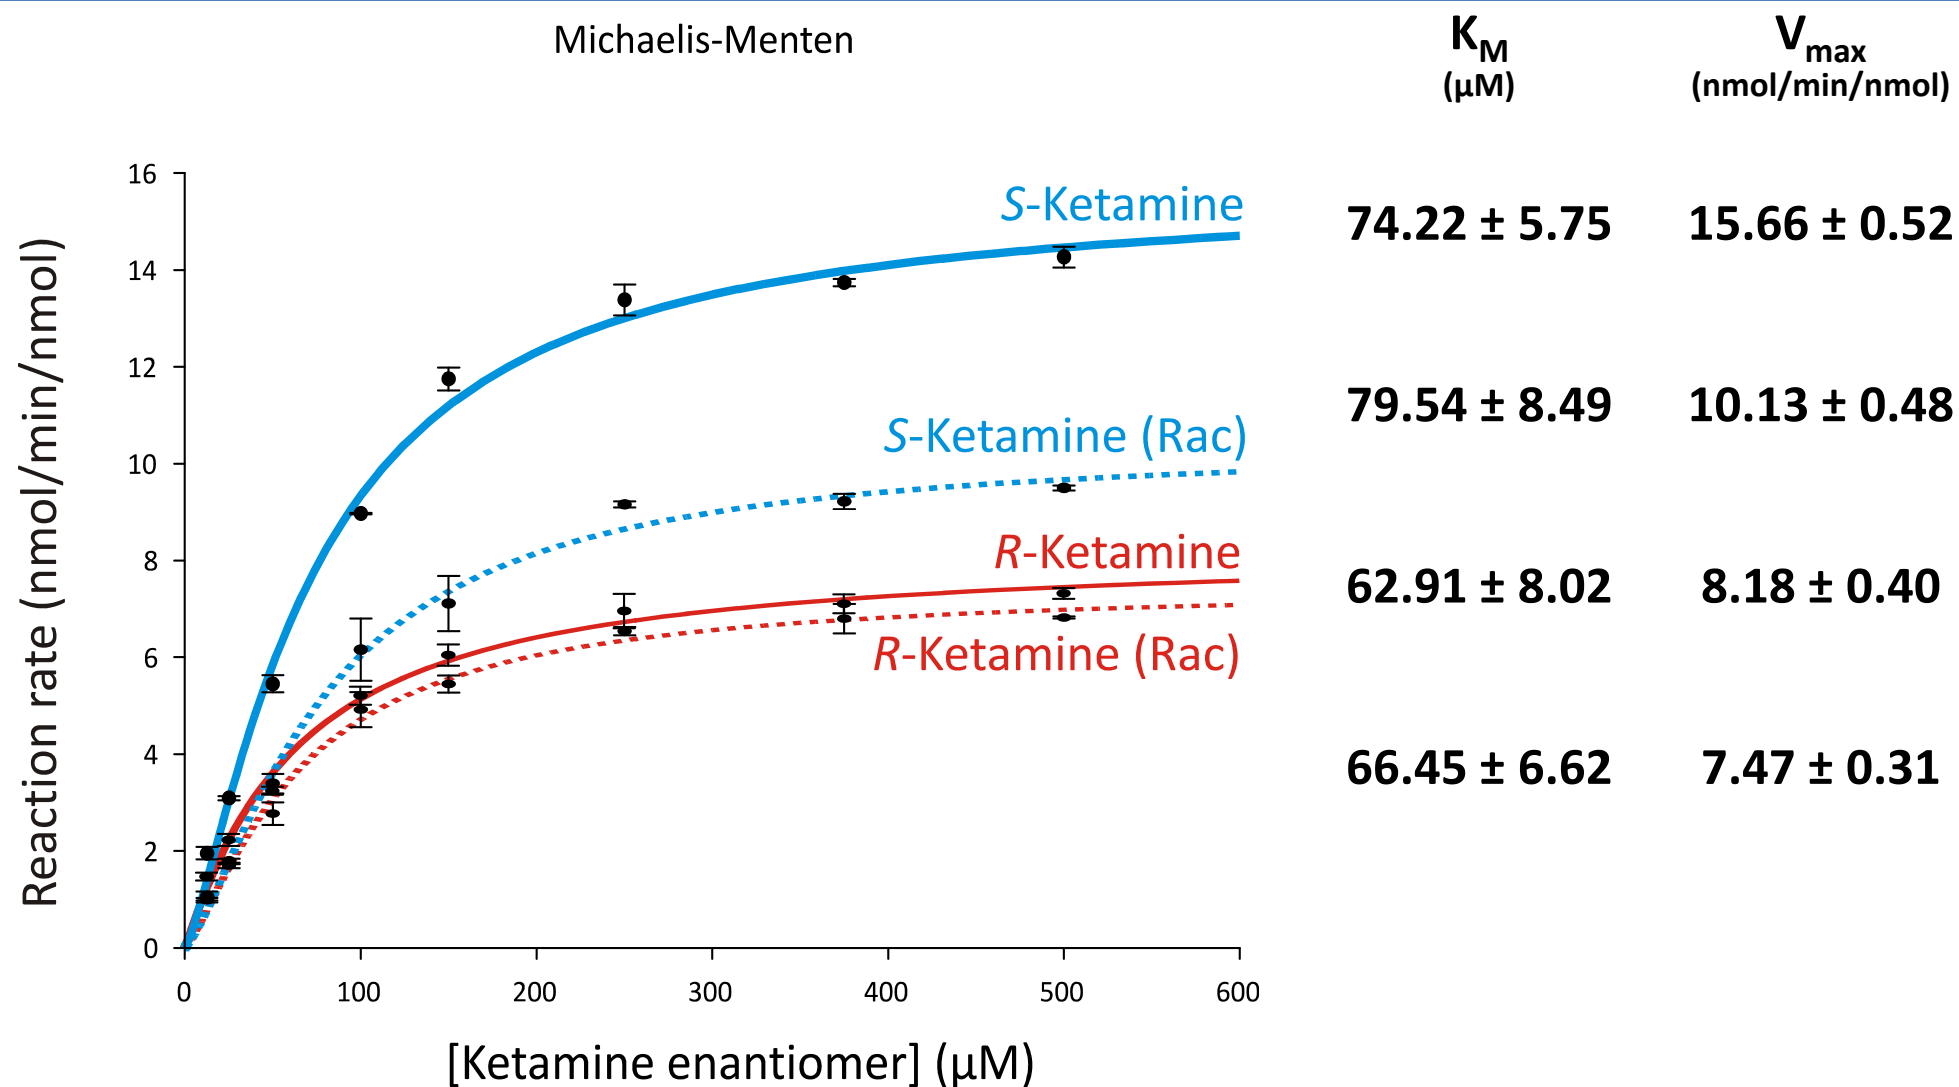 Michaelis-Menten
K_M
(µM)
V_max
(nmol/min/nmol)
Reaction rate (nmol/min/nmol)
16
14
12
10
8
6
4
2
0
S-Ketamine
74.22 ± 5.75
15.66 ± 0.52
S-Ketamine (Rac)
79.54 ± 8.49
10.13 ± 0.48
R-Ketamine
62.91 ± 8.02
8.18 ± 0.40
R-Ketamine (Rac)
66.45 ± 6.62
7.47 ± 0.31
0 100 200 300 400 500 600
[Ketamine enantiomer] (µM)